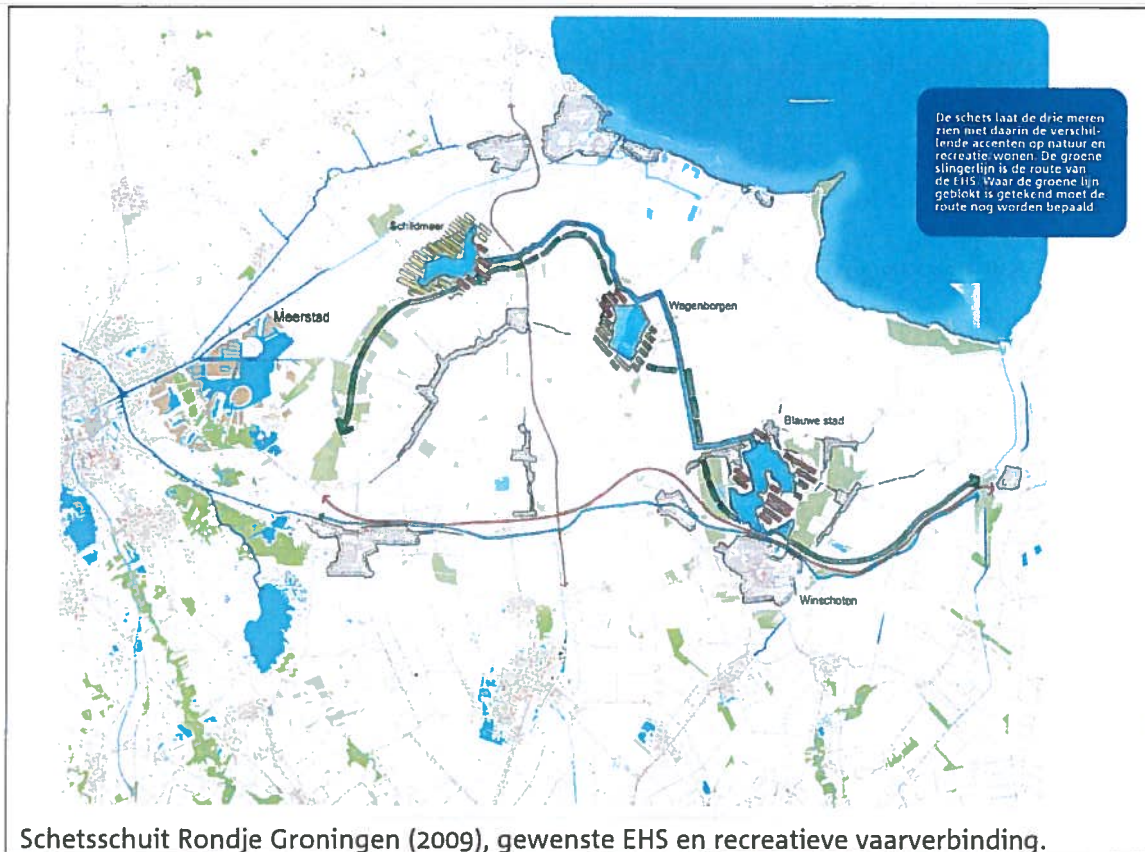 De schets laat de drie meren
zien met daarin de verschil-
lende accenten op natuur en
recreatie/wonen. De groene
slingerlijn is de route van
de EHS. Waar de groene lijn
geblokt is getekend moet de
route nog worden bepaald
Schildmeer
Meerstad
Wagenborgen
Blauwe stad
Winschoten
Schetsschuit Rondje Groningen (2009), gewenste EHS en recreatieve vaarverbinding.